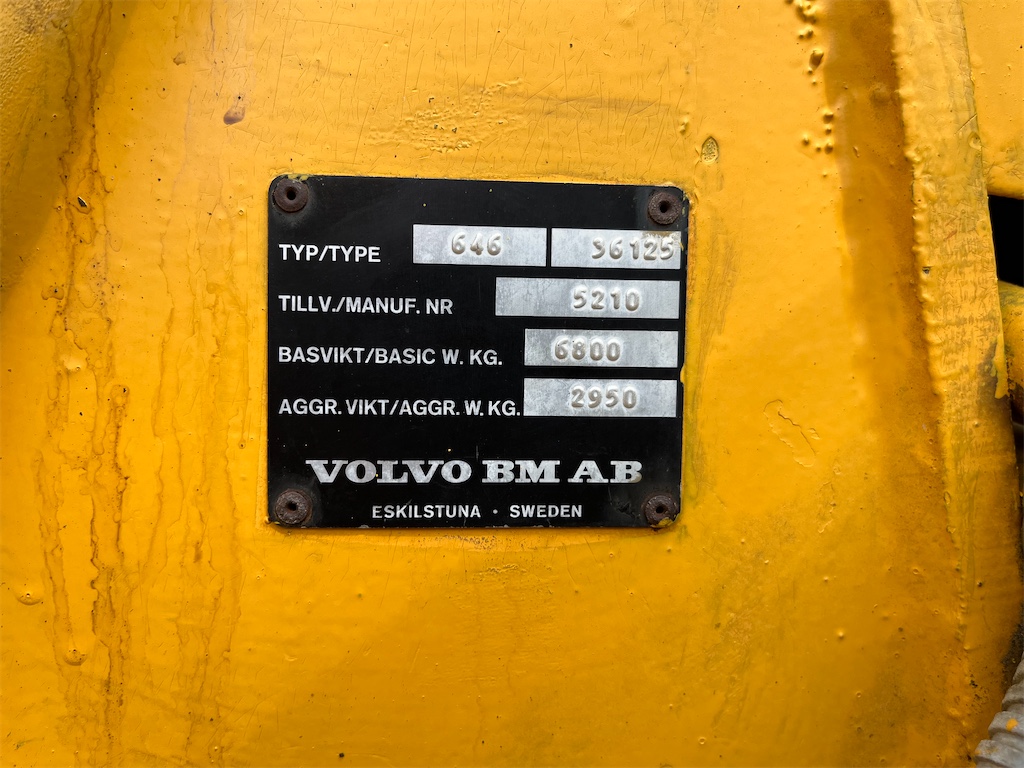 TYP/TYPE 646 36125
TILLV./MANUF. NR 5210
BASVIKT/BASIC W. KG. 6800
AGGR. VIKT/AGGR. W. KG. 2950
VOLVO BM AB
ESKILSTUNA · SWEDEN